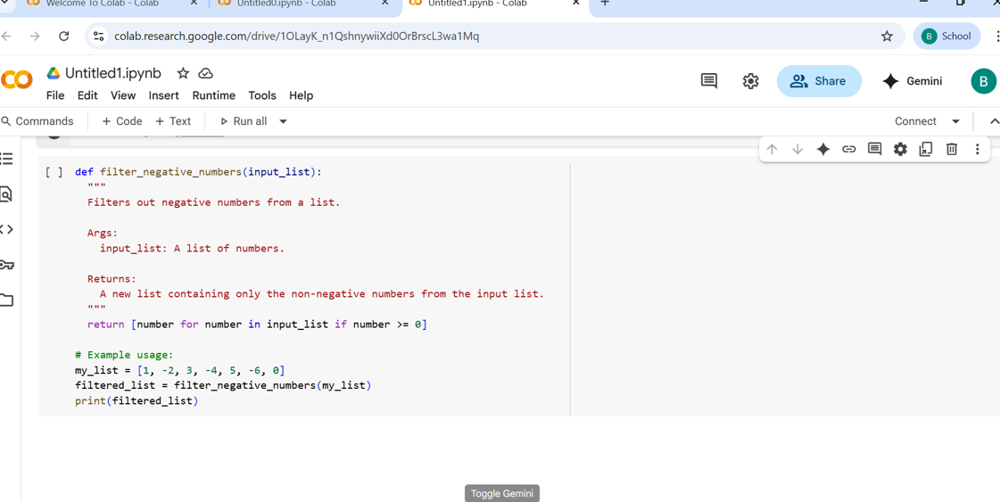 Welcome To Colab - Colab
Untitled0.ipynb - Colab
Untitled1.ipynb - Colab
colab.research.google.com/drive/1OLayK_n1QshnywiiXd0OrBrscL3wa1Mq
B School
Untitled1.ipynb
File Edit View Insert Runtime Tools Help
Share
Gemini
B
Commands + Code + Text Run all
Connect
[ ] def filter_negative_numbers(input_list):
"""
Filters out negative numbers from a list.
Args:
input_list: A list of numbers.
Returns:
A new list containing only the non-negative numbers from the input list.
"""
return [number for number in input_list if number >= 0]
# Example usage:
my_list = [1, -2, 3, -4, 5, -6, 0]
filtered_list = filter_negative_numbers(my_list)
print(filtered_list)
Toggle Gemini